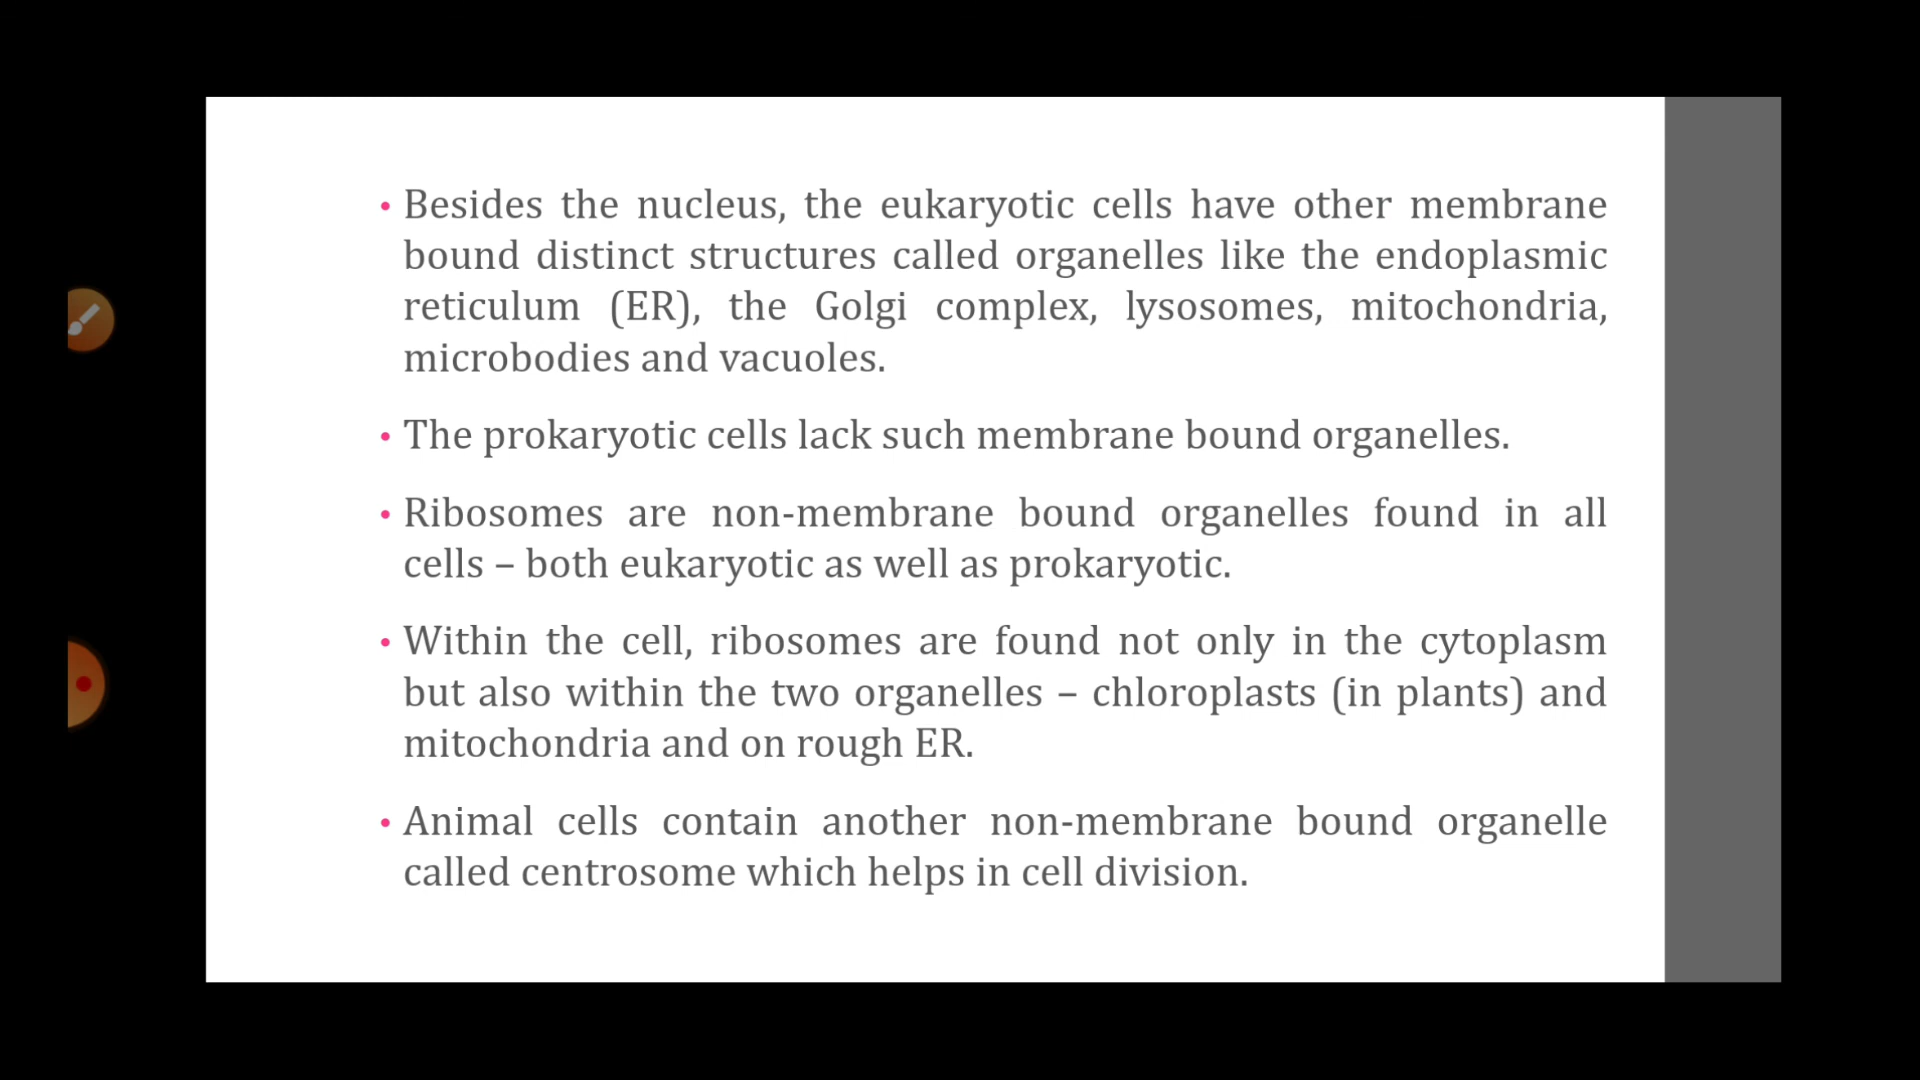 • Besides the nucleus, the eukaryotic cells have other membrane
bound distinct structures called organelles like the endoplasmic
reticulum (ER), the Golgi complex, lysosomes, mitochondria,
microbodies and vacuoles.
• The prokaryotic cells lack such membrane bound organelles.
• Ribosomes are non-membrane bound organelles found in all
cells – both eukaryotic as well as prokaryotic.
• Within the cell, ribosomes are found not only in the cytoplasm
but also within the two organelles – chloroplasts (in plants) and
mitochondria and on rough ER.
• Animal cells contain another non-membrane bound organelle
called centrosome which helps in cell division.